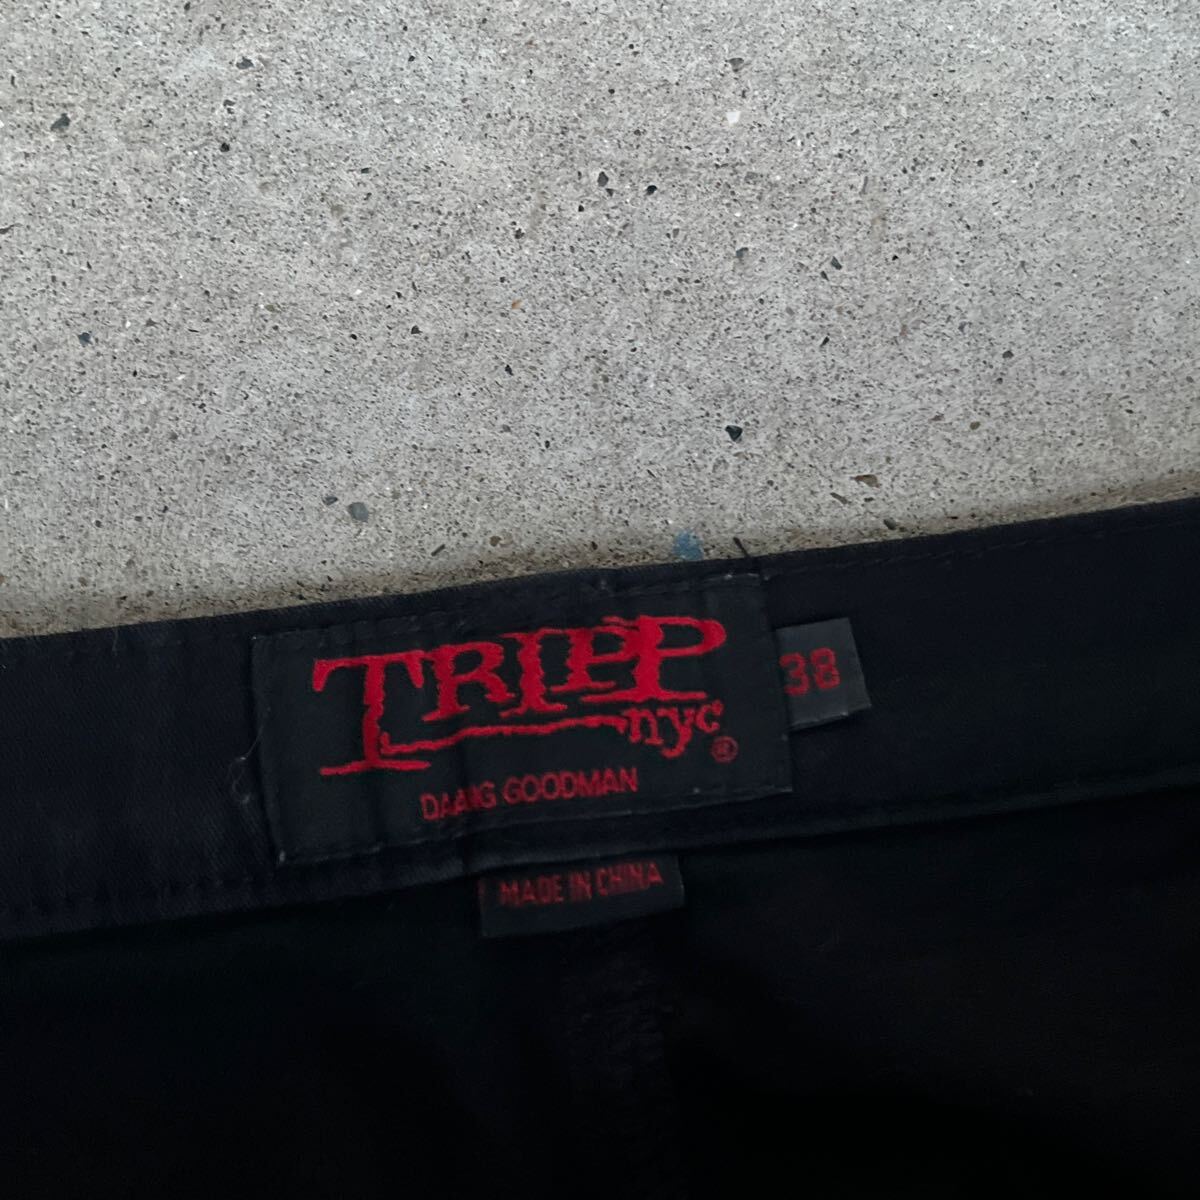 TRIPP
nyc ®
38
DAANG GOODMAN
MADE IN CHINA